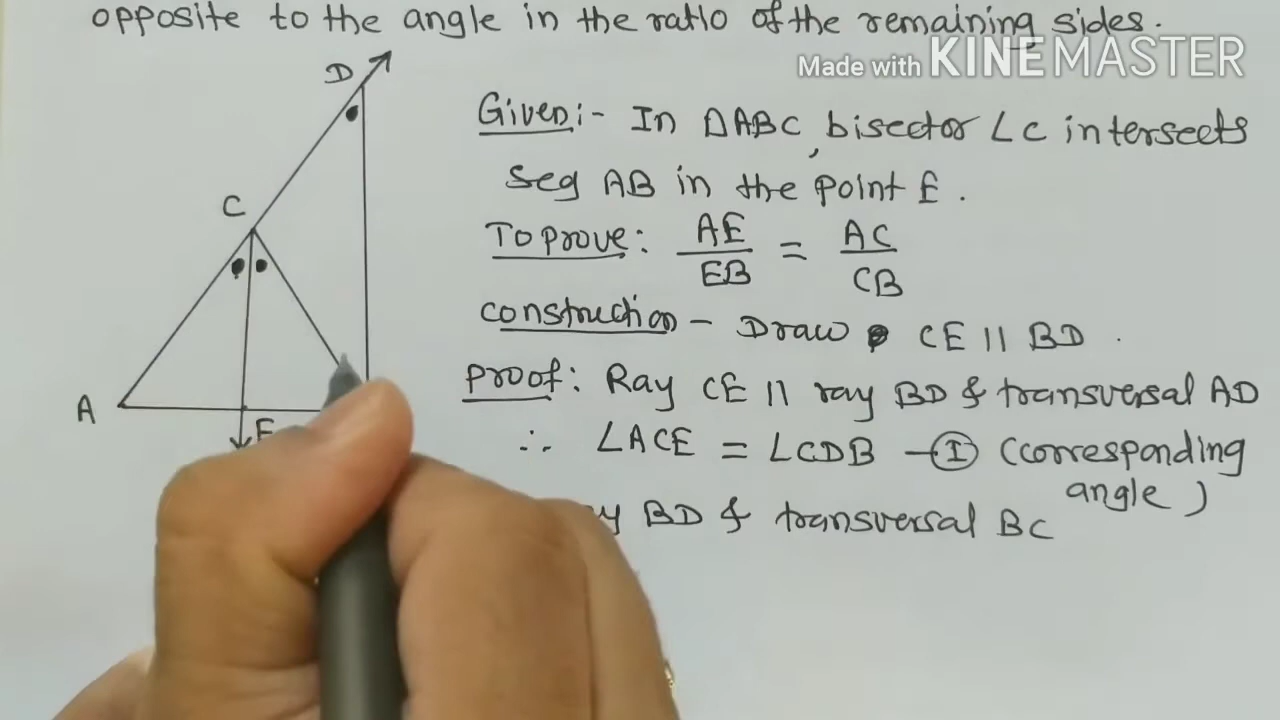 opposite to the angle in the ratio of the remaining sides.
Made with KINEMASTER
D
C
A
E
Given:- In ΔABC, bisector ∠C intersects
seg AB in the point E.
To prove: AE/EB = AC/CB
Construction - Draw CE || BD.
Proof: Ray CE || ray BD & transversal AD
∴ ∠ACE = ∠CDB - (I) (corresponding
angle)
BD & transversal BC